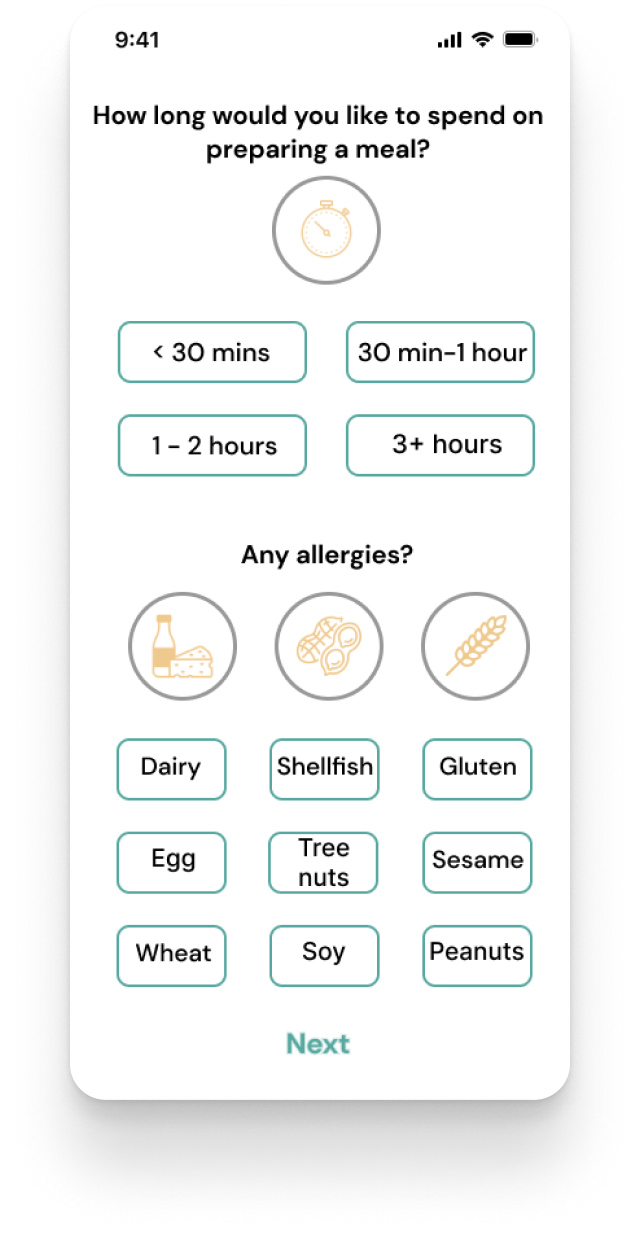 9:41
How long would you like to spend on
preparing a meal?
< 30 mins
30 min-1 hour
1 - 2 hours
3+ hours
Any allergies?
Dairy
Shellfish
Gluten
Egg
Tree
nuts
Sesame
Wheat
Soy
Peanuts
Next